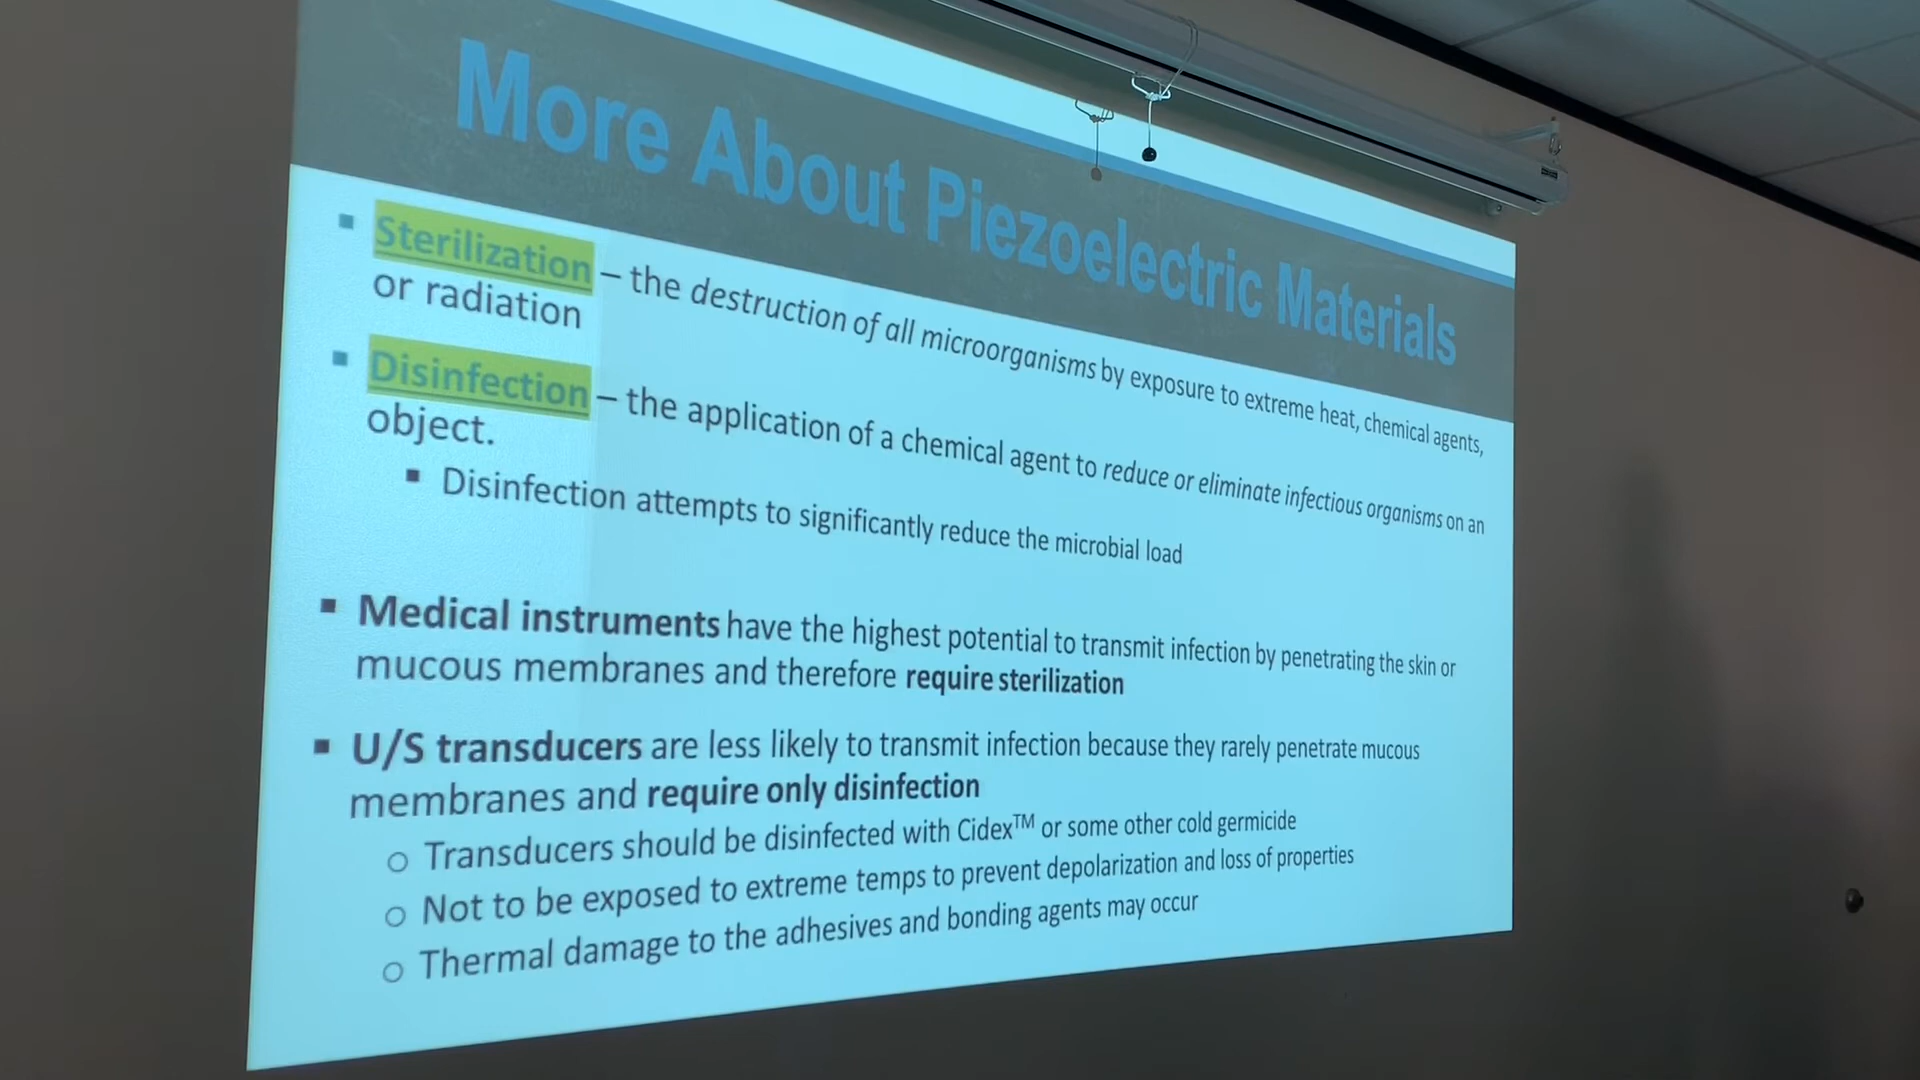 More About Piezoelectric Materials
▪ Sterilization – the destruction of all microorganisms by exposure to extreme heat, chemical agents,
or radiation
▪ Disinfection – the application of a chemical agent to reduce or eliminate infectious organisms on an
object.
▪ Disinfection attempts to significantly reduce the microbial load
▪ Medical instruments have the highest potential to transmit infection by penetrating the skin or
mucous membranes and therefore require sterilization
▪ U/S transducers are less likely to transmit infection because they rarely penetrate mucous
membranes and require only disinfection
○ Transducers should be disinfected with Cidex™ or some other cold germicide
○ Not to be exposed to extreme temps to prevent depolarization and loss of properties
○ Thermal damage to the adhesives and bonding agents may occur